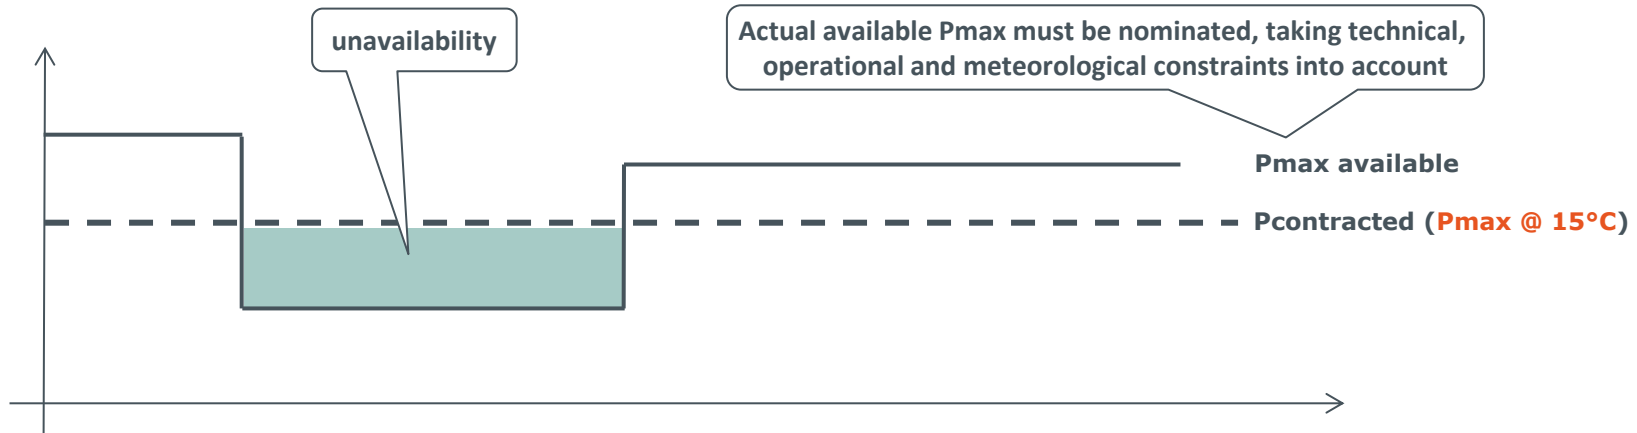 unavailability
Actual available Pmax must be nominated, taking technical,
operational and meteorological constraints into account
Pmax available
Pcontracted (Pmax @ 15°C)